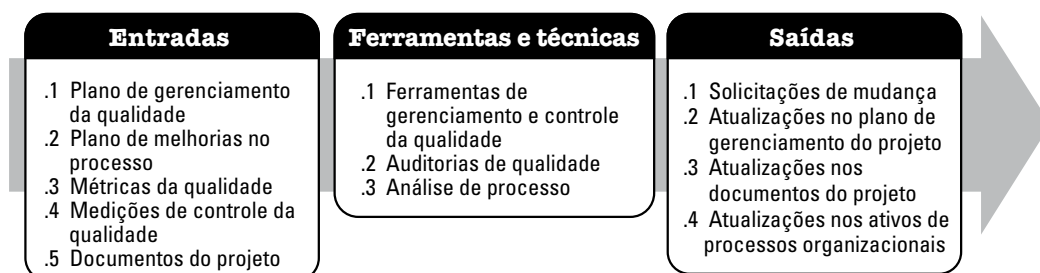 Entradas
.1 Plano de gerenciamento
da qualidade
.2 Plano de melhorias no
processo
.3 Métricas da qualidade
.4 Medições de controle da
qualidade
.5 Documentos do projeto
Ferramentas e técnicas
.1 Ferramentas de
gerenciamento e controle
da qualidade
.2 Auditorias de qualidade
.3 Análise de processo
Saídas
.1 Solicitações de mudança
.2 Atualizações no plano de
gerenciamento do projeto
.3 Atualizações nos
documentos do projeto
.4 Atualizações nos ativos de
processos organizacionais